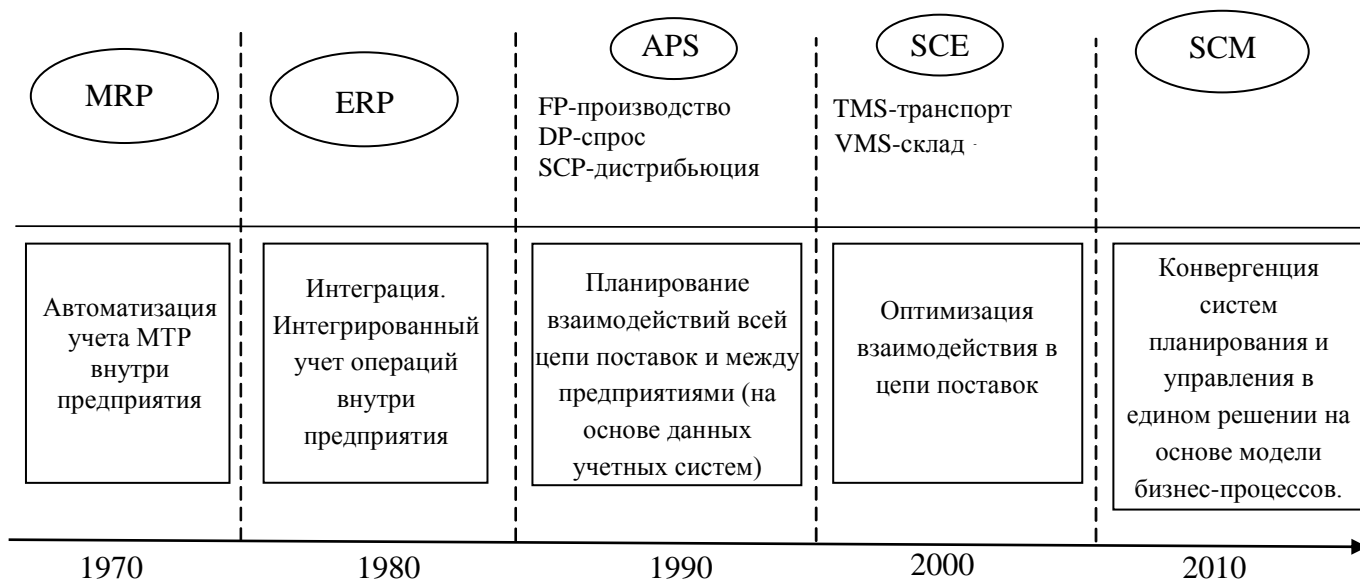 MRP
ERP
APS
SCE
SCM
FP-производство
DP-спрос
SCP-дистрибьюция
TMS-транспорт
VMS-склад
Автоматизация
учета МТР
внутри
предприятия
Интеграция.
Интегрированный
учет операций
внутри
предприятия
Планирование
взаимодействий всей
цепи поставок и между
предприятиями (на
основе данных
учетных систем)
Оптимизация
взаимодействия в
цепи поставок
Конвергенция
систем
планирования и
управления в
едином решении на
основе модели
бизнес-процессов.
1970
1980
1990
2000
2010